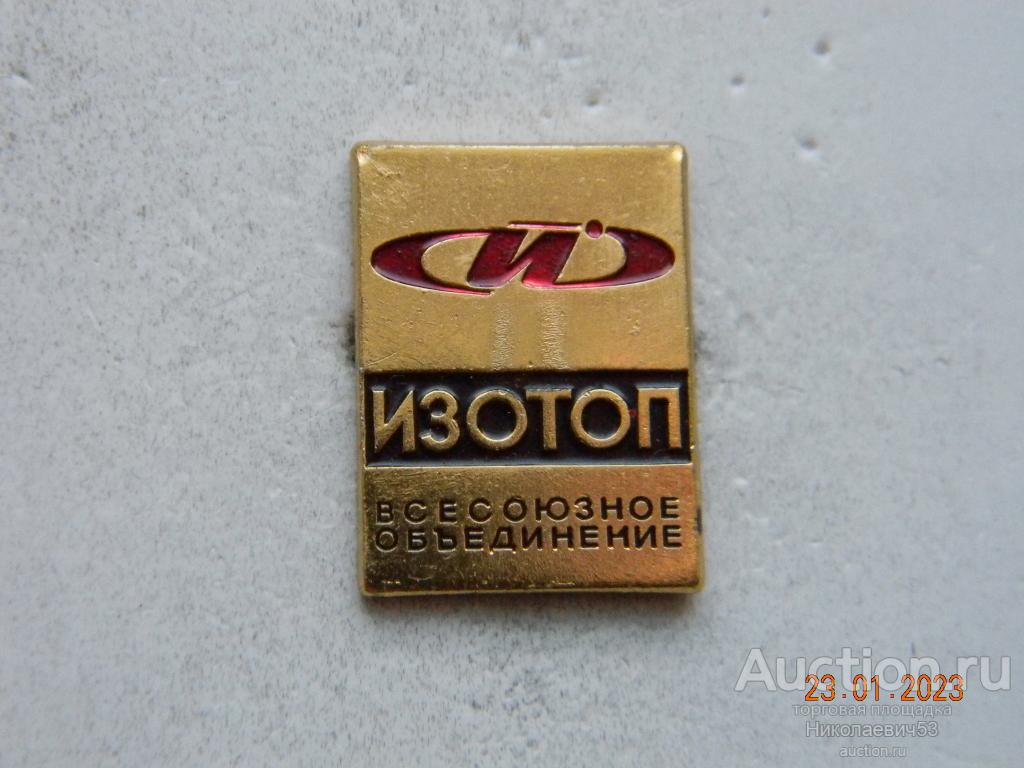 И
ИЗОТОП
ВСЕСОЮЗНОЕ
ОБЪЕДИНЕНИЕ
Auction.ru
23.01.2023
торговая площадка
Николаевич53
auction.ru